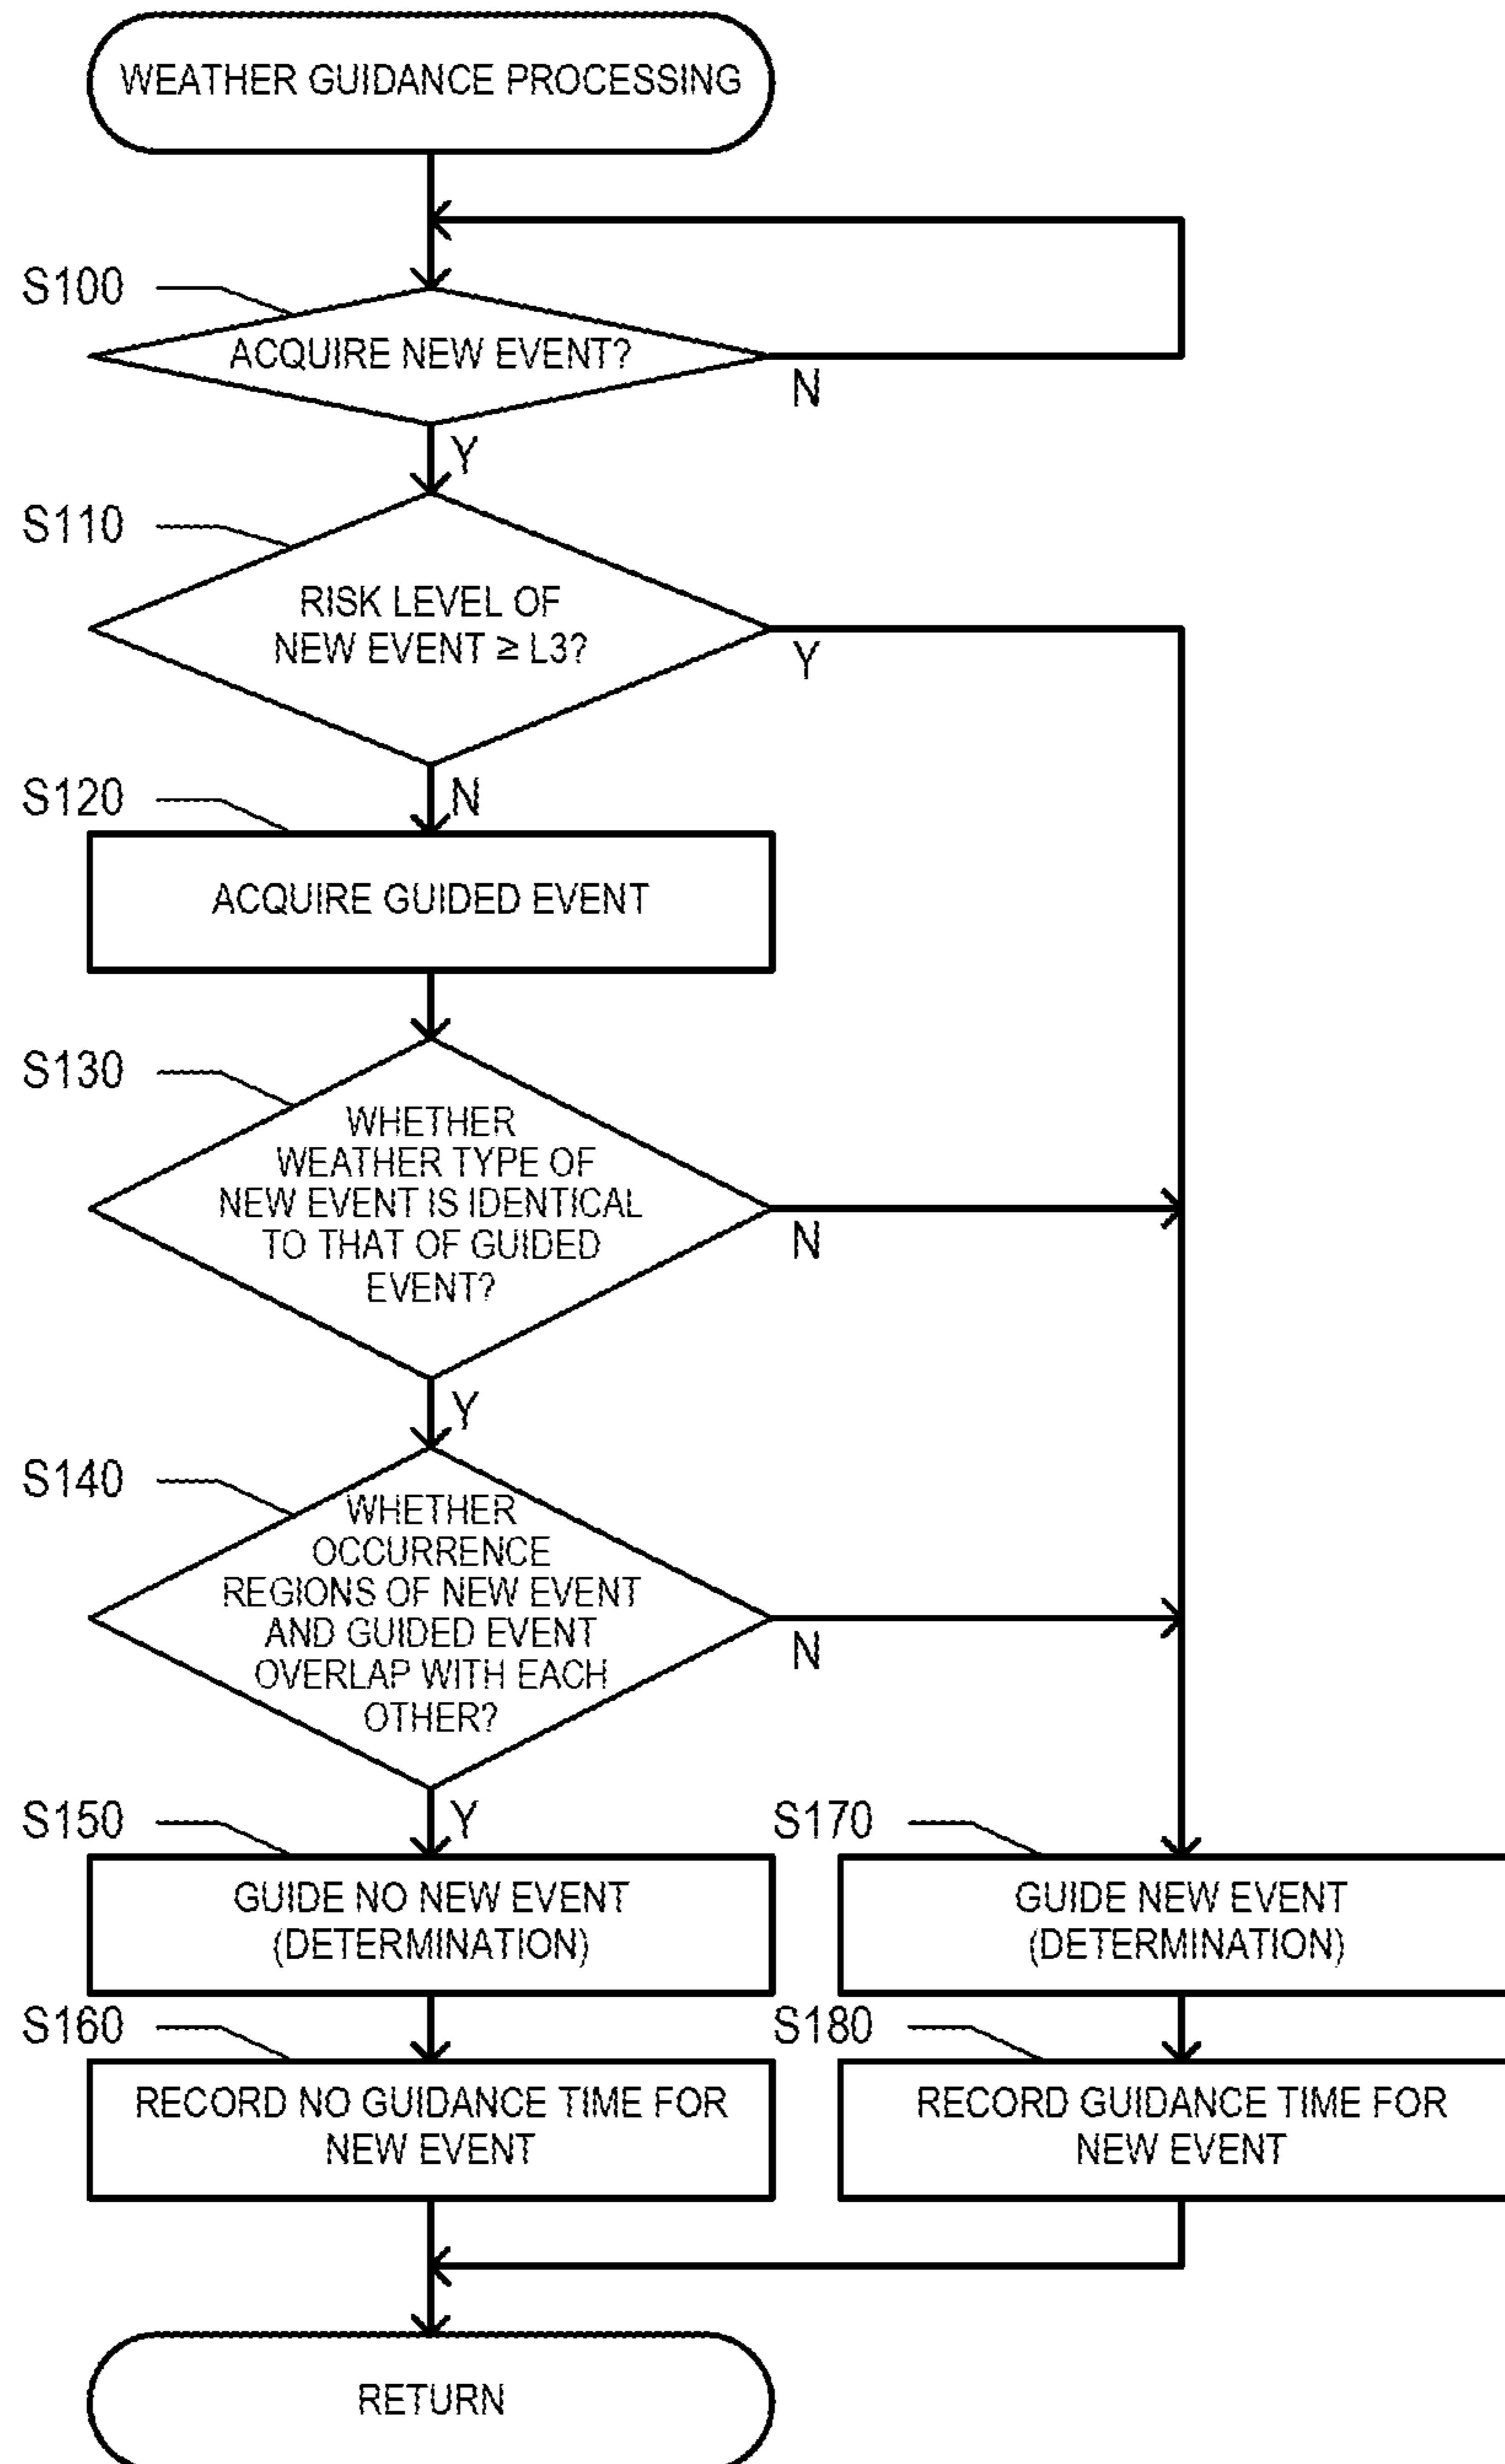 WEATHER GUIDANCE PROCESSING
S100
ACQUIRE NEW EVENT?
N
Y
S110
RISK LEVEL OF
NEW EVENT ≥ L3?
Y
N
S120
ACQUIRE GUIDED EVENT
S130
WHETHER
WEATHER TYPE OF
NEW EVENT IS IDENTICAL
TO THAT OF GUIDED
EVENT?
N
Y
S140
WHETHER
OCCURRENCE
REGIONS OF NEW EVENT
AND GUIDED EVENT
OVERLAP WITH EACH
OTHER?
N
Y
S150
GUIDE NO NEW EVENT
(DETERMINATION)
S170
GUIDE NEW EVENT
(DETERMINATION)
S160
RECORD NO GUIDANCE TIME FOR
NEW EVENT
S180
RECORD GUIDANCE TIME FOR
NEW EVENT
RETURN